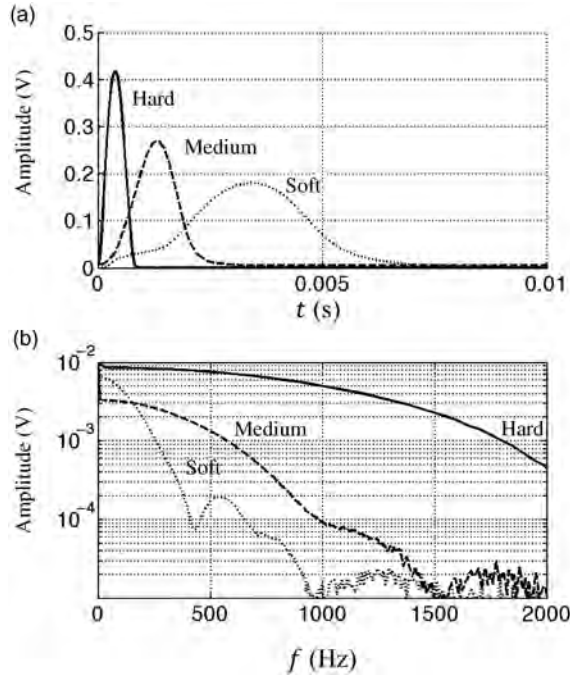 (a)
0.5
0.4
0.3
0.2
0.1
0
Amplitude (V)
Hard
Medium
Soft
0
0.005
0.01
t (s)
(b)
10⁻²
10⁻³
10⁻⁴
Amplitude (V)
Medium
Hard
Soft
0
500
1000
1500
2000
f (Hz)